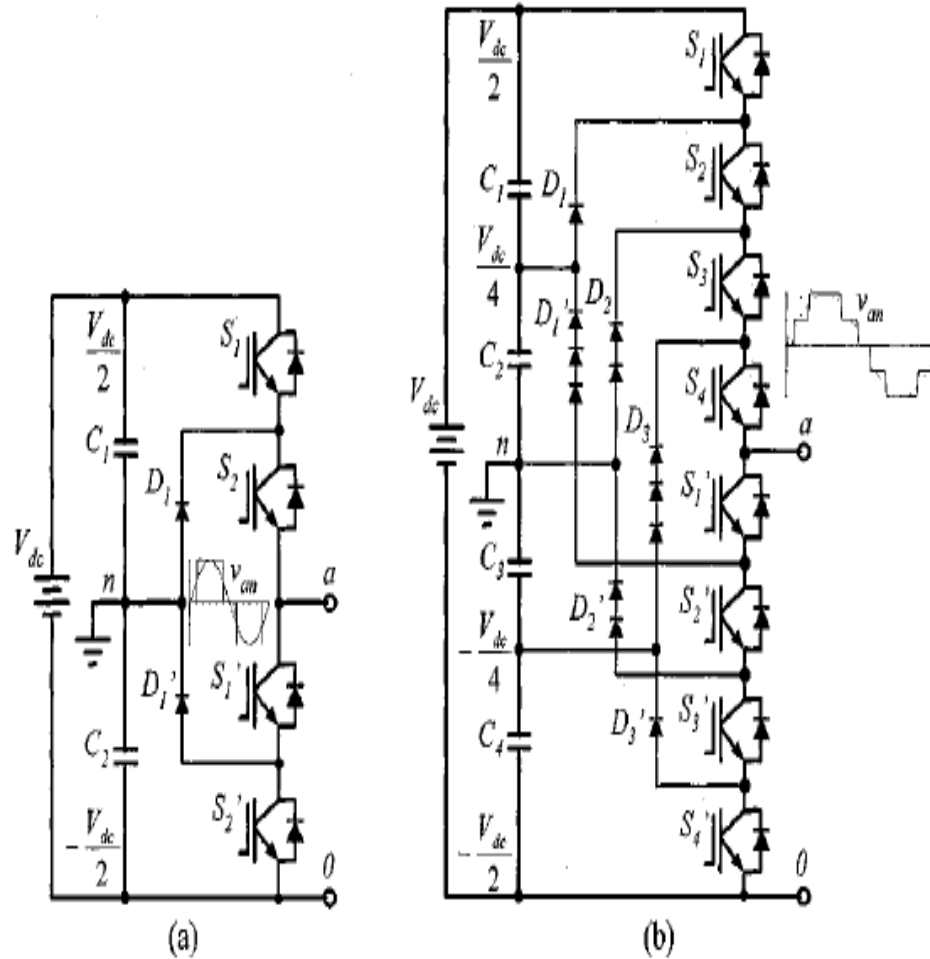 V_dc/2
S_1
C_1
D_1
S_2
V_dc
n
v_an
a
D_1'
S_1'
C_2
S_2'
-V_dc/2
0
(a)
V_dc/2
S_1
S_2
C_1
D_1
V_dc/4
S_3
D_1'
D_2
v_an
C_2
S_4
V_dc
D_3
a
n
S_1'
C_3
D_2'
S_2'
-V_dc/4
D_3'
S_3'
C_4
S_4'
-V_dc/2
0
(b)